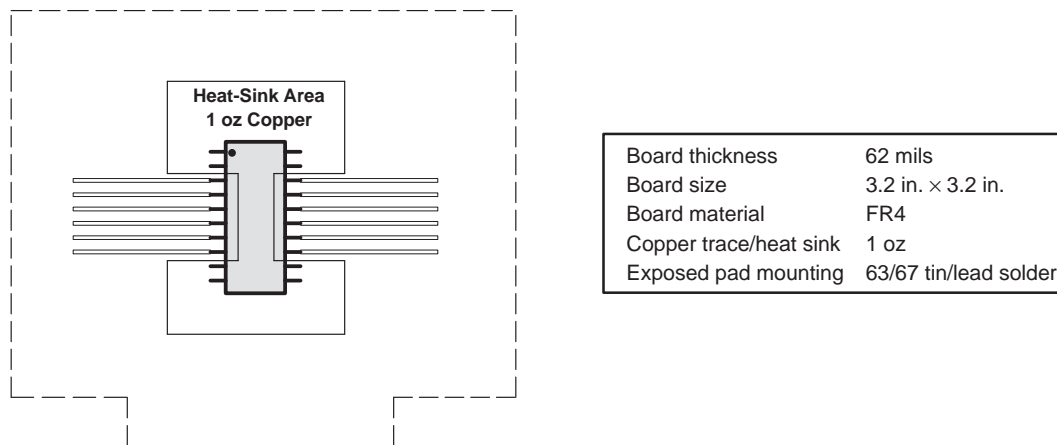 Heat-Sink Area
1 oz Copper
Board thickness 62 mils
Board size 3.2 in. × 3.2 in.
Board material FR4
Copper trace/heat sink 1 oz
Exposed pad mounting 63/67 tin/lead solder